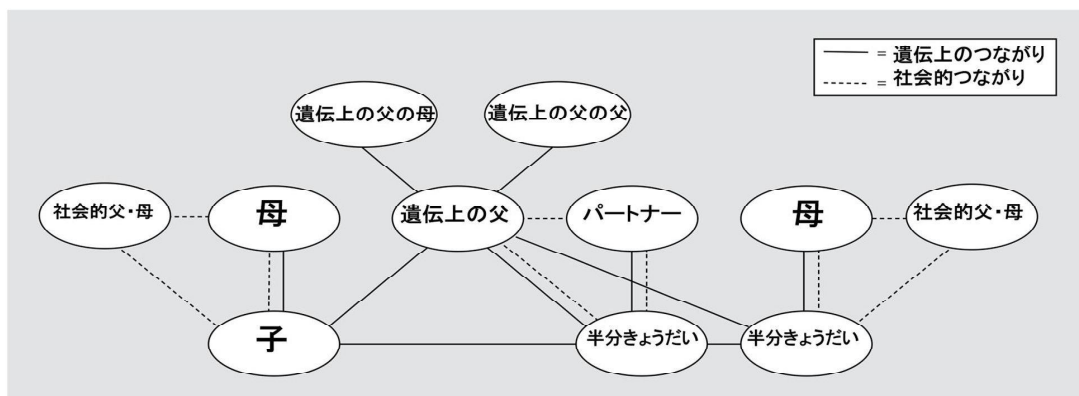 = 遺伝上のつながり
= 社会的つながり
遺伝上の父の母
遺伝上の父の父
社会的父・母
母
遺伝上の父
パートナー
母
社会的父・母
子
半分きょうだい
半分きょうだい